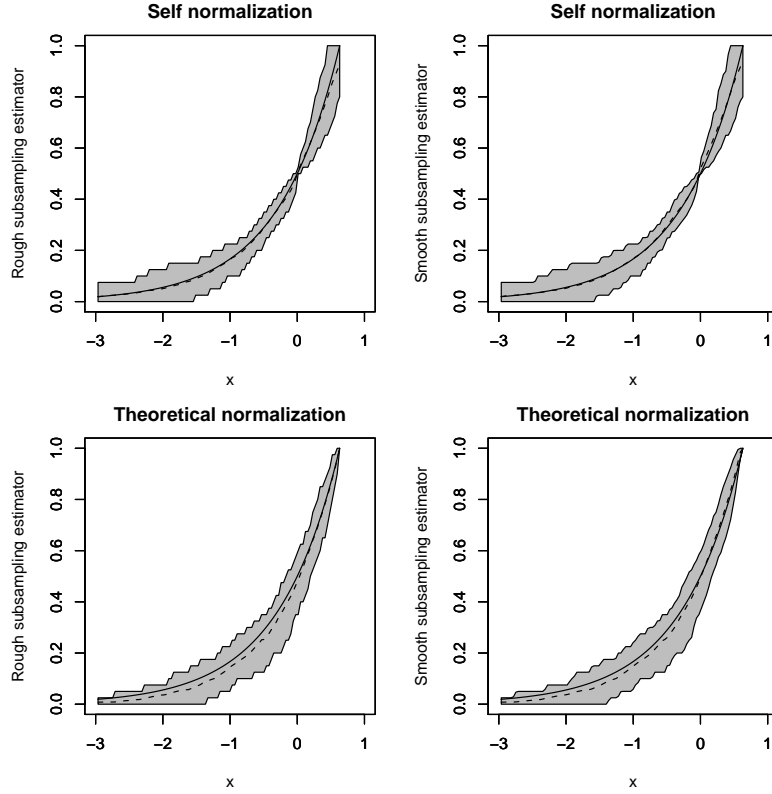 Self normalization
Rough subsampling estimator
0.0 0.2 0.4 0.6 0.8 1.0
−3 −2 −1 0 1
x
Self normalization
Smooth subsampling estimator
0.0 0.2 0.4 0.6 0.8 1.0
−3 −2 −1 0 1
x
Theoretical normalization
Rough subsampling estimator
0.0 0.2 0.4 0.6 0.8 1.0
−3 −2 −1 0 1
x
Theoretical normalization
Smooth subsampling estimator
0.0 0.2 0.4 0.6 0.8 1.0
−3 −2 −1 0 1
x